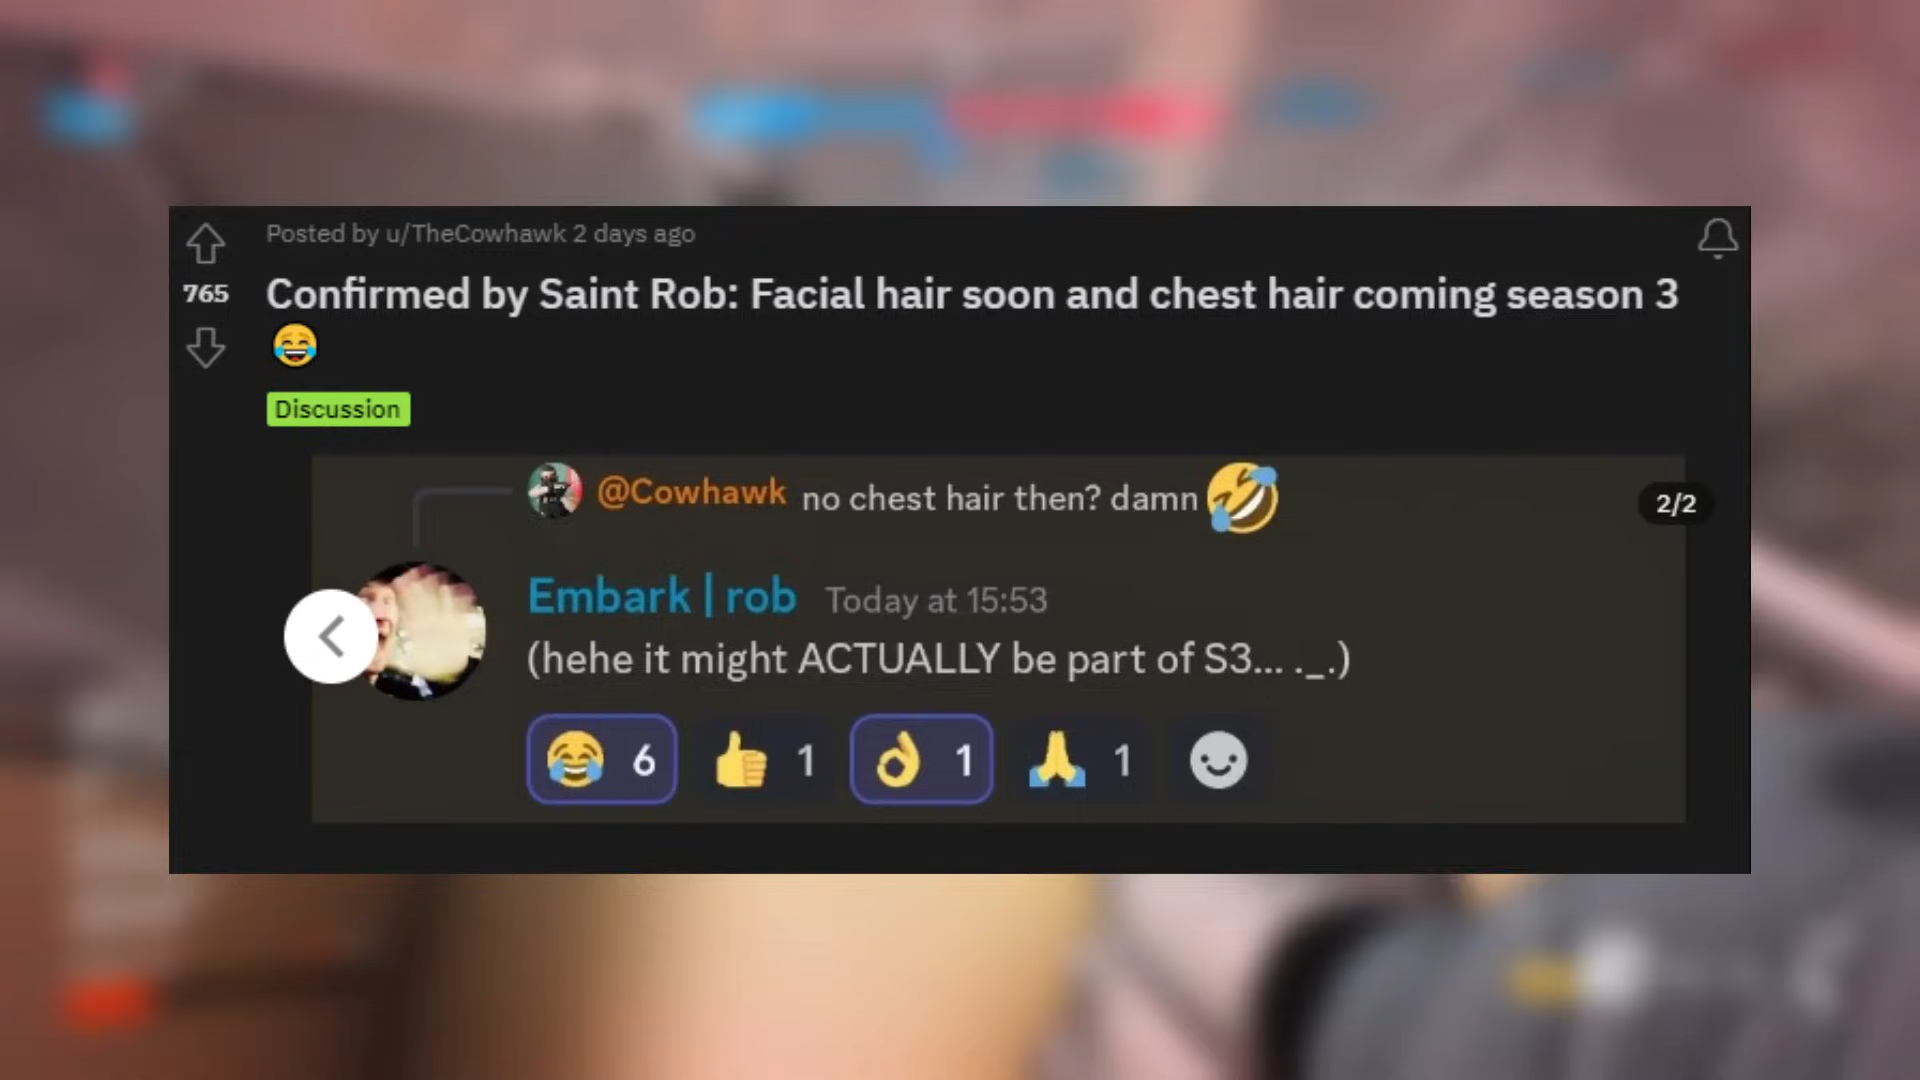 Posted by u/TheCowhawk 2 days ago
765
Confirmed by Saint Rob: Facial hair soon and chest hair coming season 3
😂
Discussion
@Cowhawk no chest hair then? damn 🤣
2/2
Embark | rob Today at 15:53
(hehe it might ACTUALLY be part of S3... ._.)
😂 6 👍 1 👌 1 🙏 1